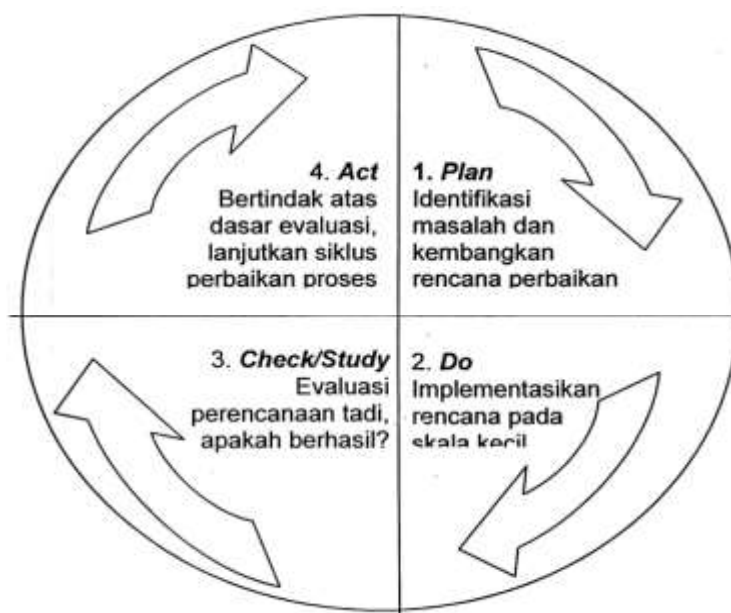 4. Act
Bertindak atas
dasar evaluasi,
lanjutkan siklus
perbaikan proses
1. Plan
Identifikasi
masalah dan
kembangkan
rencana perbaikan
3. Check/Study
Evaluasi
perencanaan tadi,
apakah berhasil?
2. Do
Implementasikan
rencana pada
skala kecil